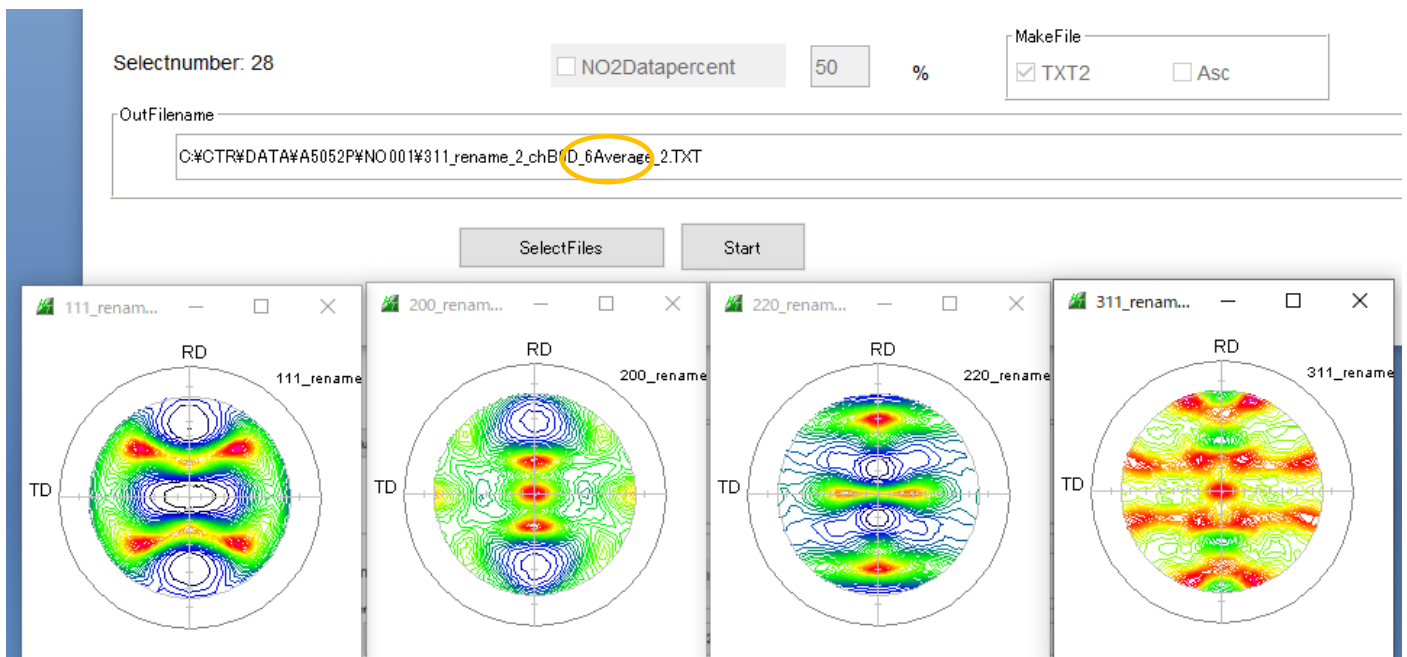 MakeFile
Selectnumber: 28
NO2Datapercent
50
%
TXT2
Asc
OutFilename
C:¥CTR¥DATA¥A5052P¥NO001¥311_rename_2_chB0D_6Average_2.TXT
SelectFiles
Start
111_renam...
200_renam...
220_renam...
311_renam...
RD
111_rename
TD
RD
200_rename
TD
RD
220_rename
TD
RD
311_rename
TD